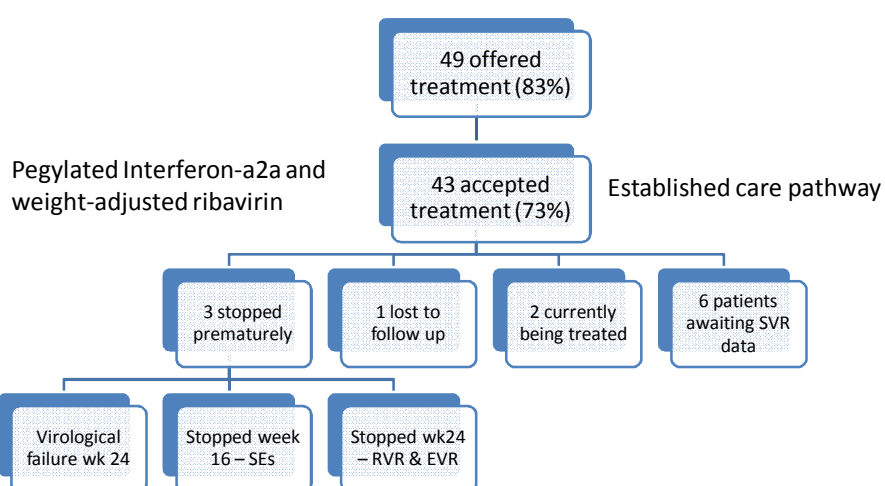 49 offered
treatment (83%)
Pegylated Interferon-a2a and
weight-adjusted ribavirin
43 accepted
treatment (73%)
Established care pathway
3 stopped
prematurely
1 lost to
follow up
2 currently
being treated
6 patients
awaiting SVR
data
Virological
failure wk 24
Stopped week
16 – SEs
Stopped wk24
– RVR & EVR